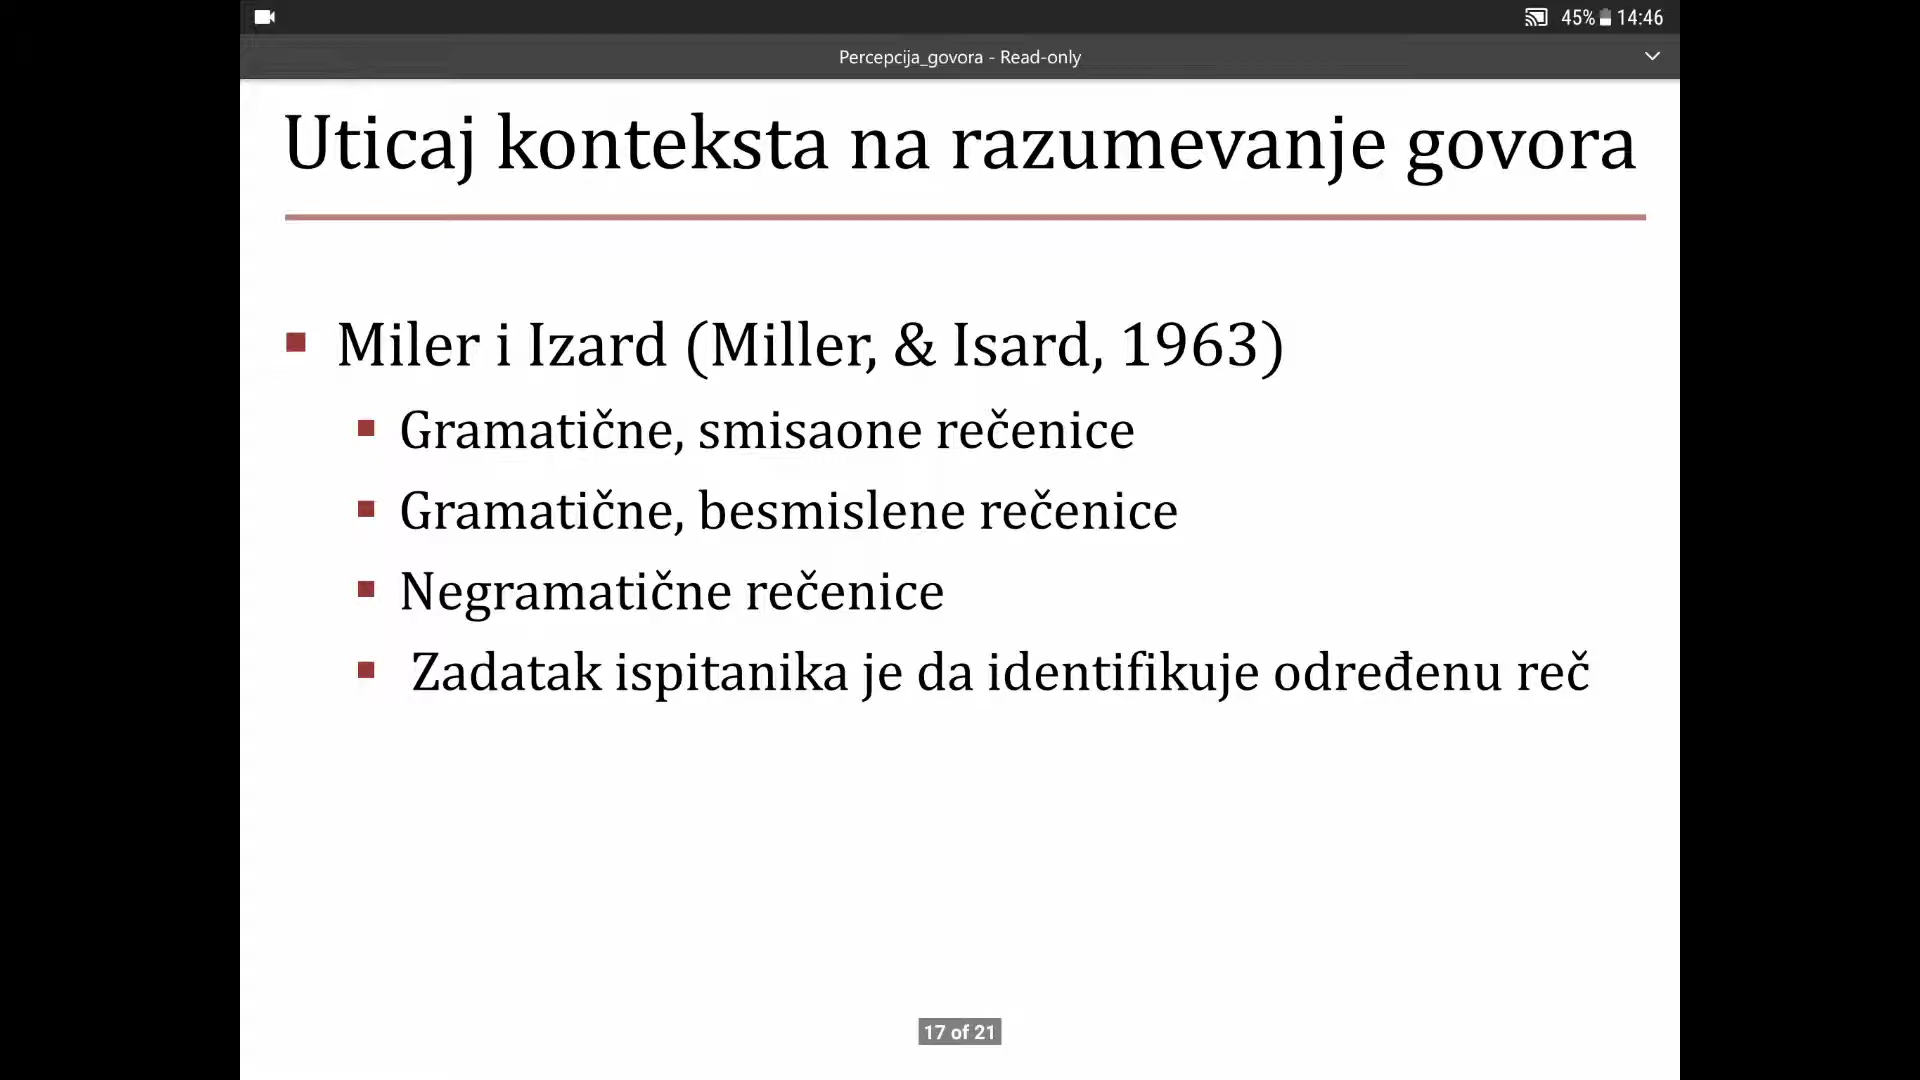 45% 14:46
Percepcija_govora - Read-only
Uticaj konteksta na razumevanje govora
Miler i Izard (Miller, & Isard, 1963)
Gramatične, smisaone rečenice
Gramatične, besmislene rečenice
Negramatične rečenice
Zadatak ispitanika je da identifikuje određenu reč
17 of 21